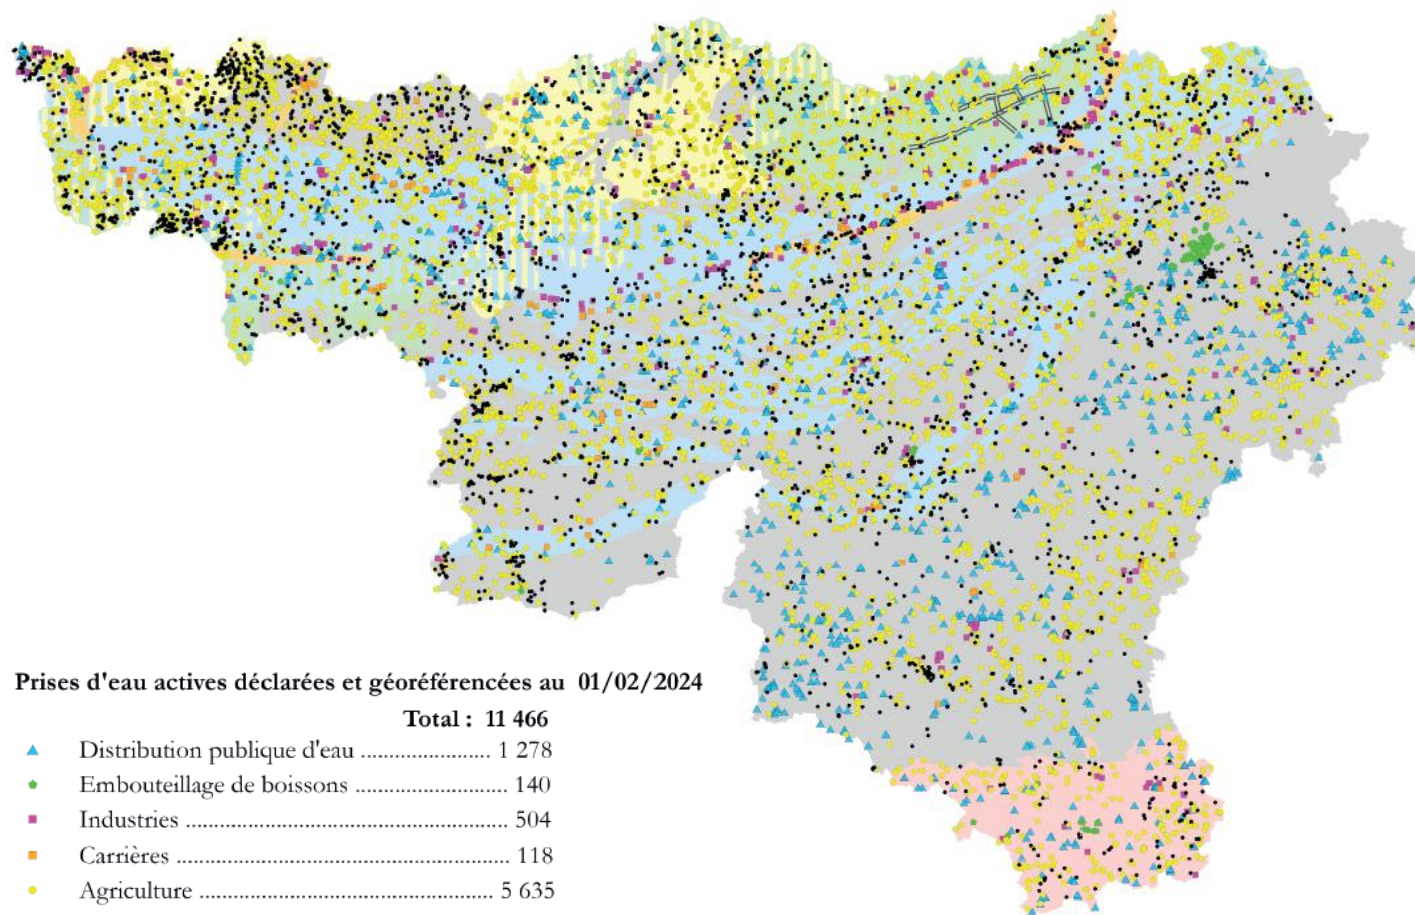 Prises d'eau actives déclarées et géoréférencées au 01/02/2024
Total : 11 466
Distribution publique d'eau ...................... 1 278
Embouteillage de boissons .......................... 140
Industries ...................................................... 504
Carrières ........................................................ 118
Agriculture ................................................. 5 635